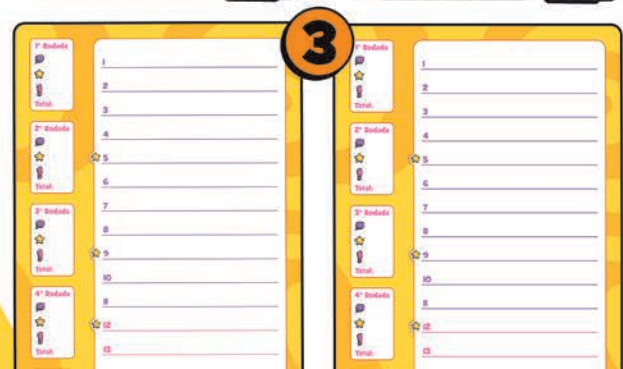 3
1ª Rodada
Total:
2ª Rodada
Total:
3ª Rodada
Total:
4ª Rodada
Total:
1
2
3
4
5
6
7
8
9
10
11
12
13
1ª Rodada
Total:
2ª Rodada
Total:
3ª Rodada
Total:
4ª Rodada
Total:
1
2
3
4
5
6
7
8
9
10
11
12
13